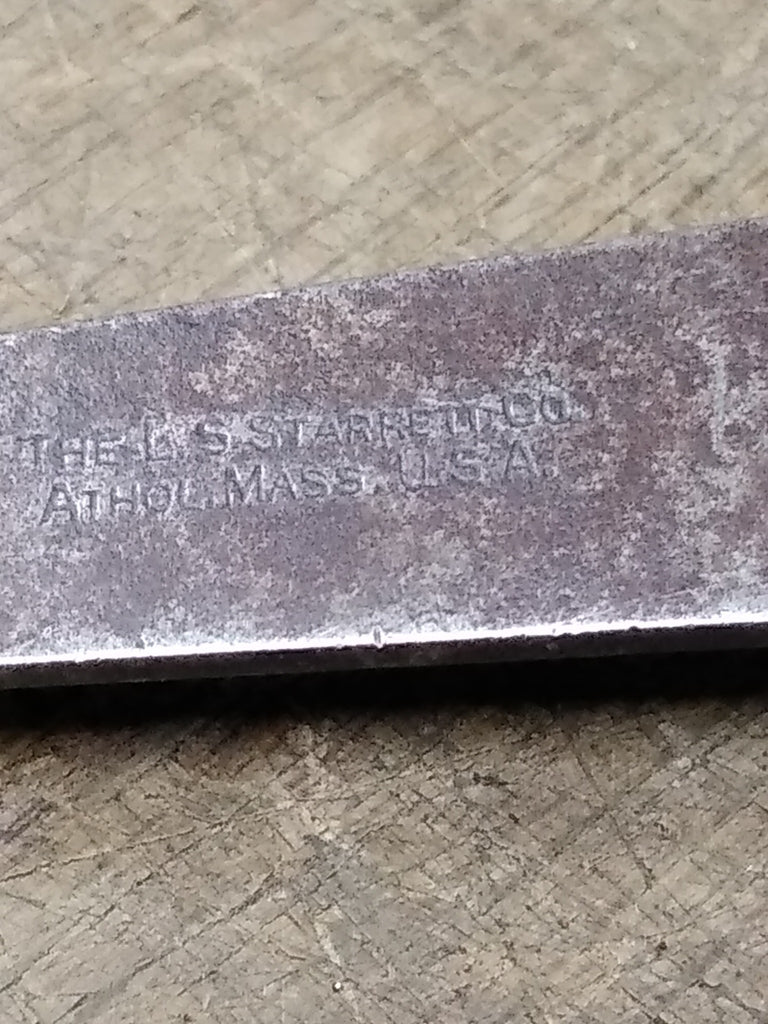 THE L. S. STARRETT CO.
ATHOL, MASS. U.S.A.